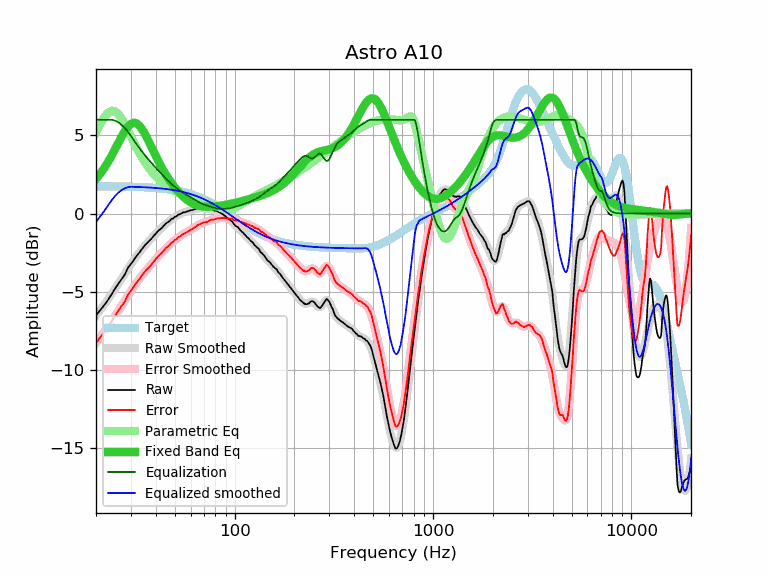 Astro A10
Amplitude (dBr)
5
0
−5
−10
−15
Target
Raw Smoothed
Error Smoothed
Raw
Error
Parametric Eq
Fixed Band Eq
Equalization
Equalized smoothed
100
1000
10000
Frequency (Hz)